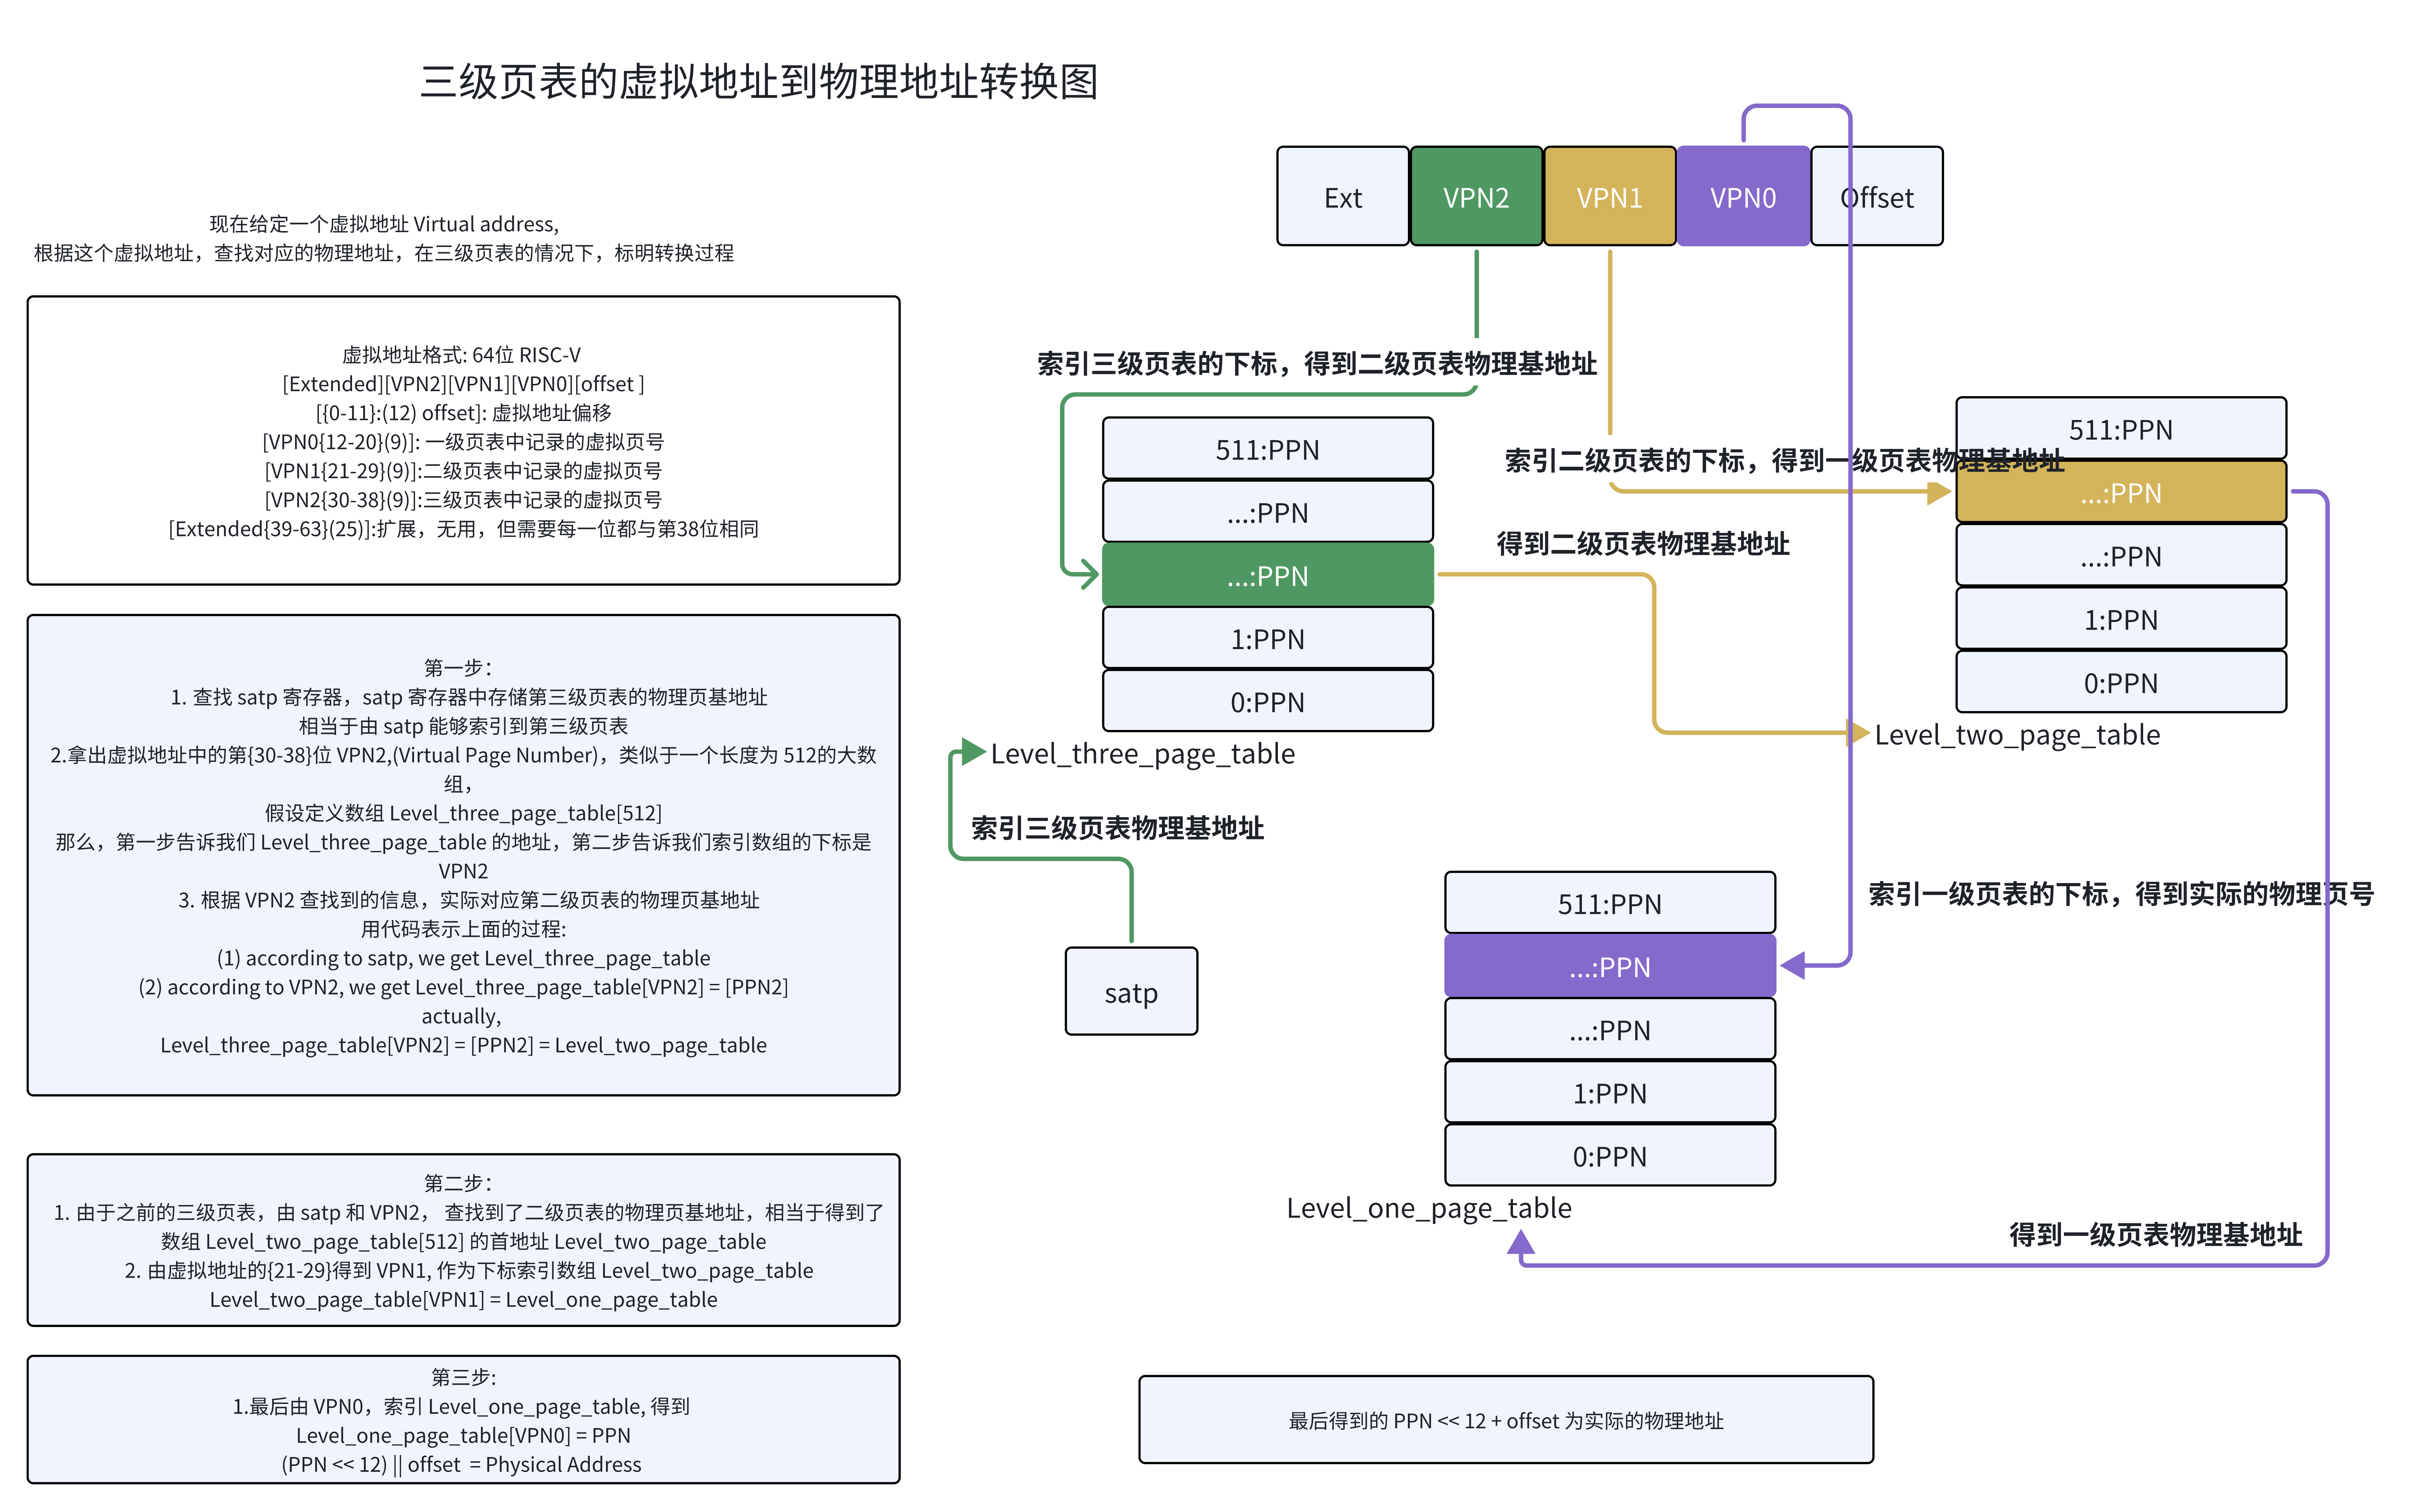 三级页表的虚拟地址到物理地址转换图
现在给定一个虚拟地址 Virtual address,
根据这个虚拟地址，查找对应的物理地址，在三级页表的情况下，标明转换过程
虚拟地址格式: 64位 RISC-V
[Extended][VPN2][VPN1][VPN0][offset ]
[{0-11}:(12) offset]: 虚拟地址偏移
[VPN0{12-20}(9)]: 一级页表中记录的虚拟页号
[VPN1{21-29}(9)]:二级页表中记录的虚拟页号
[VPN2{30-38}(9)]:三级页表中记录的虚拟页号
[Extended{39-63}(25)]:扩展，无用，但需要每一位都与第38位相同
第一步：
1. 查找 satp 寄存器，satp 寄存器中存储第三级页表的物理页基地址
相当于由 satp 能够索引到第三级页表
2.拿出虚拟地址中的第{30-38}位 VPN2,(Virtual Page Number)，类似于一个长度为 512的大数
组，
假设定义数组 Level_three_page_table[512]
那么，第一步告诉我们 Level_three_page_table 的地址，第二步告诉我们索引数组的下标是
VPN2
3. 根据 VPN2 查找到的信息，实际对应第二级页表的物理页基地址
用代码表示上面的过程:
(1) according to satp, we get Level_three_page_table
(2) according to VPN2, we get Level_three_page_table[VPN2] = [PPN2]
actually,
Level_three_page_table[VPN2] = [PPN2] = Level_two_page_table
第二步：
1. 由于之前的三级页表，由 satp 和 VPN2， 查找到了二级页表的物理页基地址，相当于得到了
数组 Level_two_page_table[512] 的首地址 Level_two_page_table
2. 由虚拟地址的{21-29}得到 VPN1, 作为下标索引数组 Level_two_page_table
Level_two_page_table[VPN1] = Level_one_page_table
第三步:
1.最后由 VPN0，索引 Level_one_page_table, 得到
Level_one_page_table[VPN0] = PPN
(PPN << 12) || offset = Physical Address
Ext
VPN2
VPN1
VPN0
Offset
索引三级页表的下标，得到二级页表物理基地址
511:PPN
...:PPN
...:PPN
1:PPN
0:PPN
Level_three_page_table
索引三级页表物理基地址
satp
索引二级页表的下标，得到一级页表物理基地址
得到二级页表物理基地址
511:PPN
...:PPN
...:PPN
1:PPN
0:PPN
Level_two_page_table
索引一级页表的下标，得到实际的物理页号
511:PPN
...:PPN
...:PPN
1:PPN
0:PPN
Level_one_page_table
得到一级页表物理基地址
最后得到的 PPN << 12 + offset 为实际的物理地址